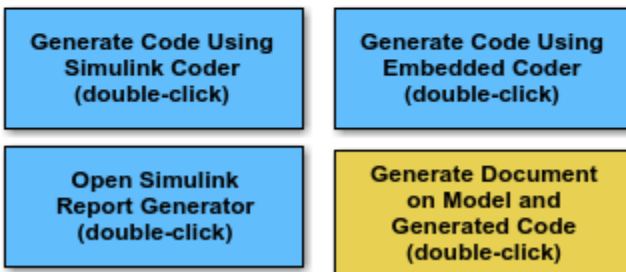 Generate Code Using
Simulink Coder
(double-click)
Generate Code Using
Embedded Coder
(double-click)
Open Simulink
Report Generator
(double-click)
Generate Document
on Model and
Generated Code
(double-click)